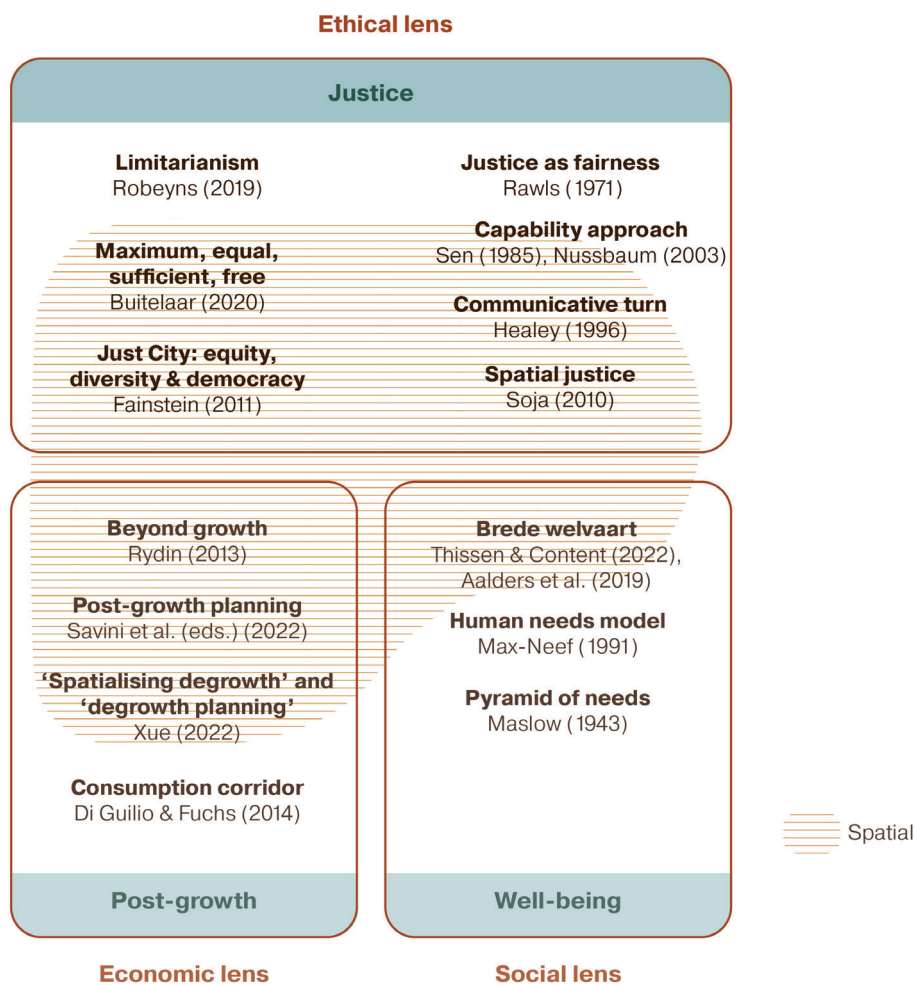 Ethical lens
Justice
Limitarianism
Robeyns (2019)
Maximum, equal,
sufficient, free
Buitelaar (2020)
Just City: equity,
diversity & democracy
Fainstein (2011)
Justice as fairness
Rawls (1971)
Capability approach
Sen (1985), Nussbaum (2003)
Communicative turn
Healey (1996)
Spatial justice
Soja (2010)
Beyond growth
Rydin (2013)
Post-growth planning
Savini et al. (eds.) (2022)
‘Spatialising degrowth’ and
‘degrowth planning’
Xue (2022)
Consumption corridor
Di Guilio & Fuchs (2014)
Post-growth
Economic lens
Brede welvaart
Thissen & Content (2022),
Aalders et al. (2019)
Human needs model
Max-Neef (1991)
Pyramid of needs
Maslow (1943)
Well-being
Social lens
Spatial